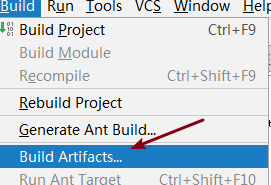 Build Run Tools VCS Window H
Build Project Ctrl+F9
Build Module
Recompile Ctrl+Shift+F9
Rebuild Project
Generate Ant Build...
Build Artifacts...
Run Ant Target Ctrl+Shift+F10